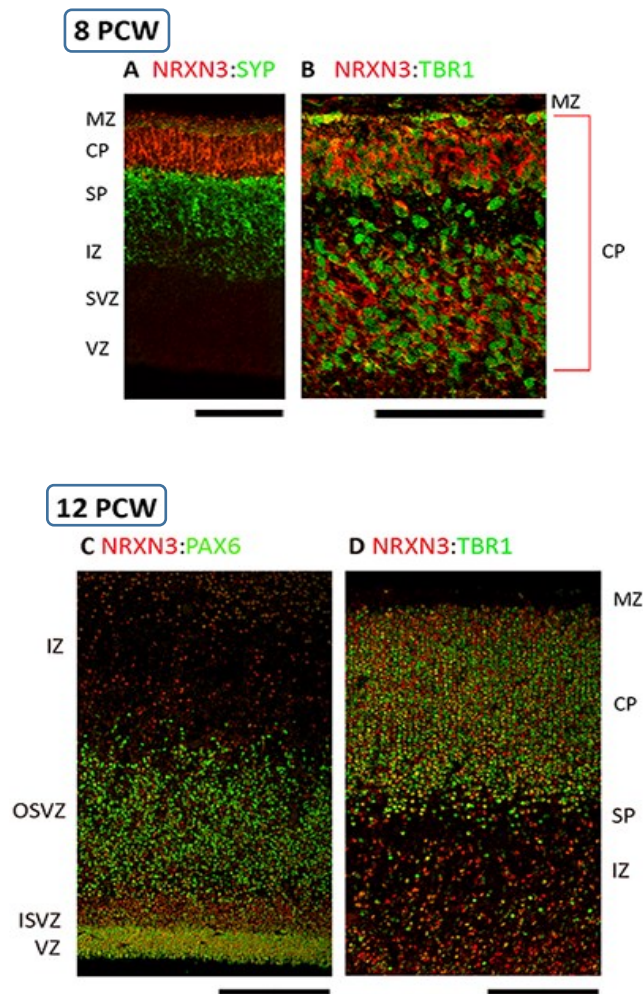 8 PCW
A NRXN3:SYP
B NRXN3:TBR1
MZ
CP
SP
IZ
SVZ
VZ
MZ
CP
12 PCW
C NRXN3:PAX6
D NRXN3:TBR1
IZ
OSVZ
ISVZ
VZ
MZ
CP
SP
IZ